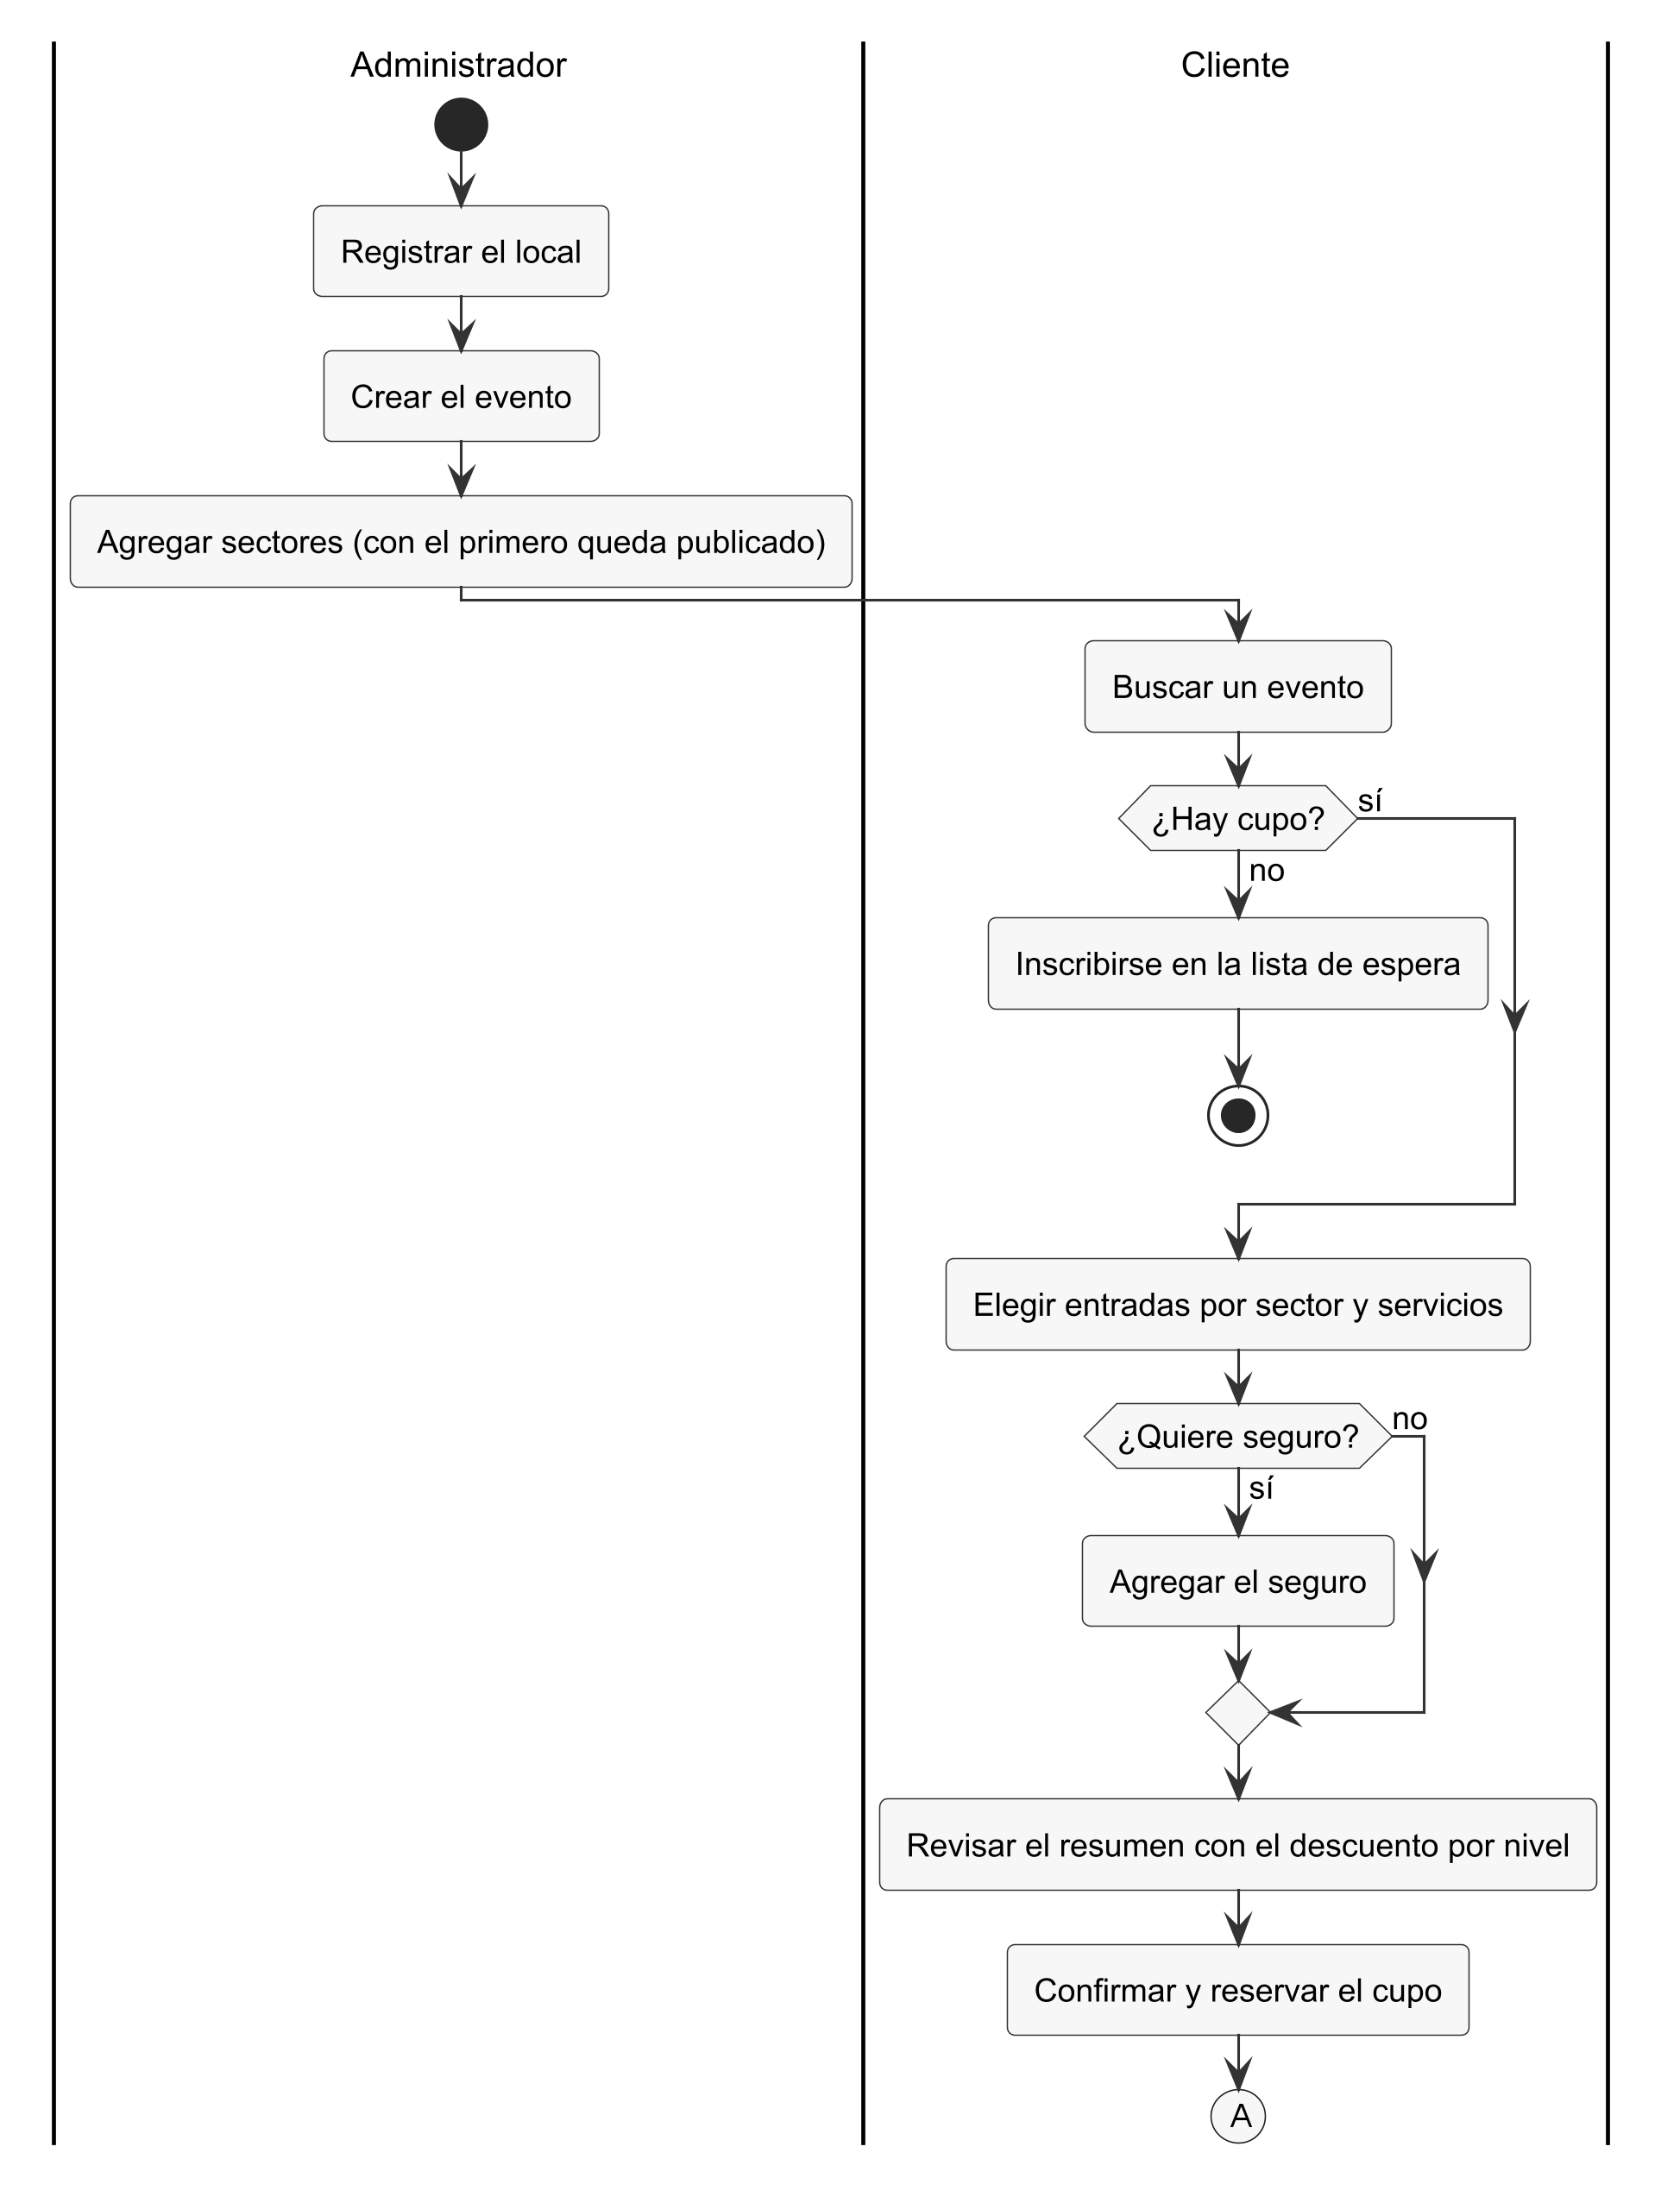 Administrador
Cliente
Registrar el local
Crear el evento
Agregar sectores (con el primero queda publicado)
Buscar un evento
¿Hay cupo?
sí
no
Inscribirse en la lista de espera
Elegir entradas por sector y servicios
¿Quiere seguro?
no
sí
Agregar el seguro
Revisar el resumen con el descuento por nivel
Confirmar y reservar el cupo
A